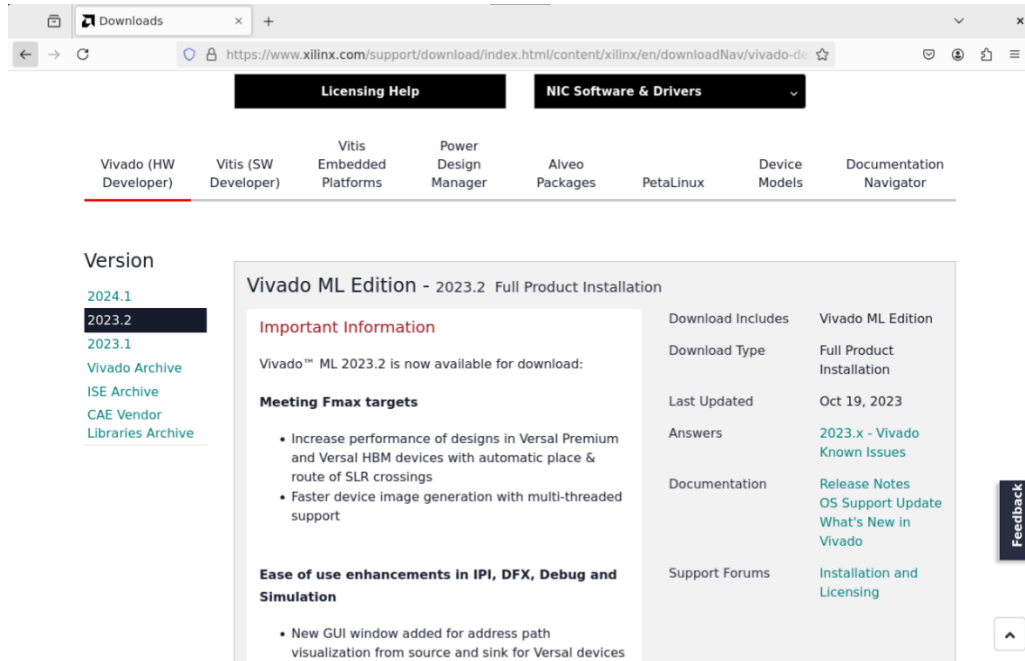 Downloads
https://www.xilinx.com/support/download/index.html/content/xilinx/en/downloadNav/vivado-de
Licensing Help
NIC Software & Drivers
Vivado (HW
Developer)
Vitis (SW
Developer)
Vitis
Embedded
Platforms
Power
Design
Manager
Alveo
Packages
PetaLinux
Device
Models
Documentation
Navigator
Version
2024.1
2023.2
2023.1
Vivado Archive
ISE Archive
CAE Vendor
Libraries Archive
Vivado ML Edition - 2023.2 Full Product Installation
Important Information
Vivado™ ML 2023.2 is now available for download:
Meeting Fmax targets
• Increase performance of designs in Versal Premium
and Versal HBM devices with automatic place &
route of SLR crossings
• Faster device image generation with multi-threaded
support
Ease of use enhancements in IPI, DFX, Debug and
Simulation
• New GUI window added for address path
visualization from source and sink for Versal devices
Download Includes
Vivado ML Edition
Download Type
Full Product
Installation
Last Updated
Oct 19, 2023
Answers
2023.x - Vivado
Known Issues
Documentation
Release Notes
OS Support Update
What's New in
Vivado
Support Forums
Installation and
Licensing
Feedback